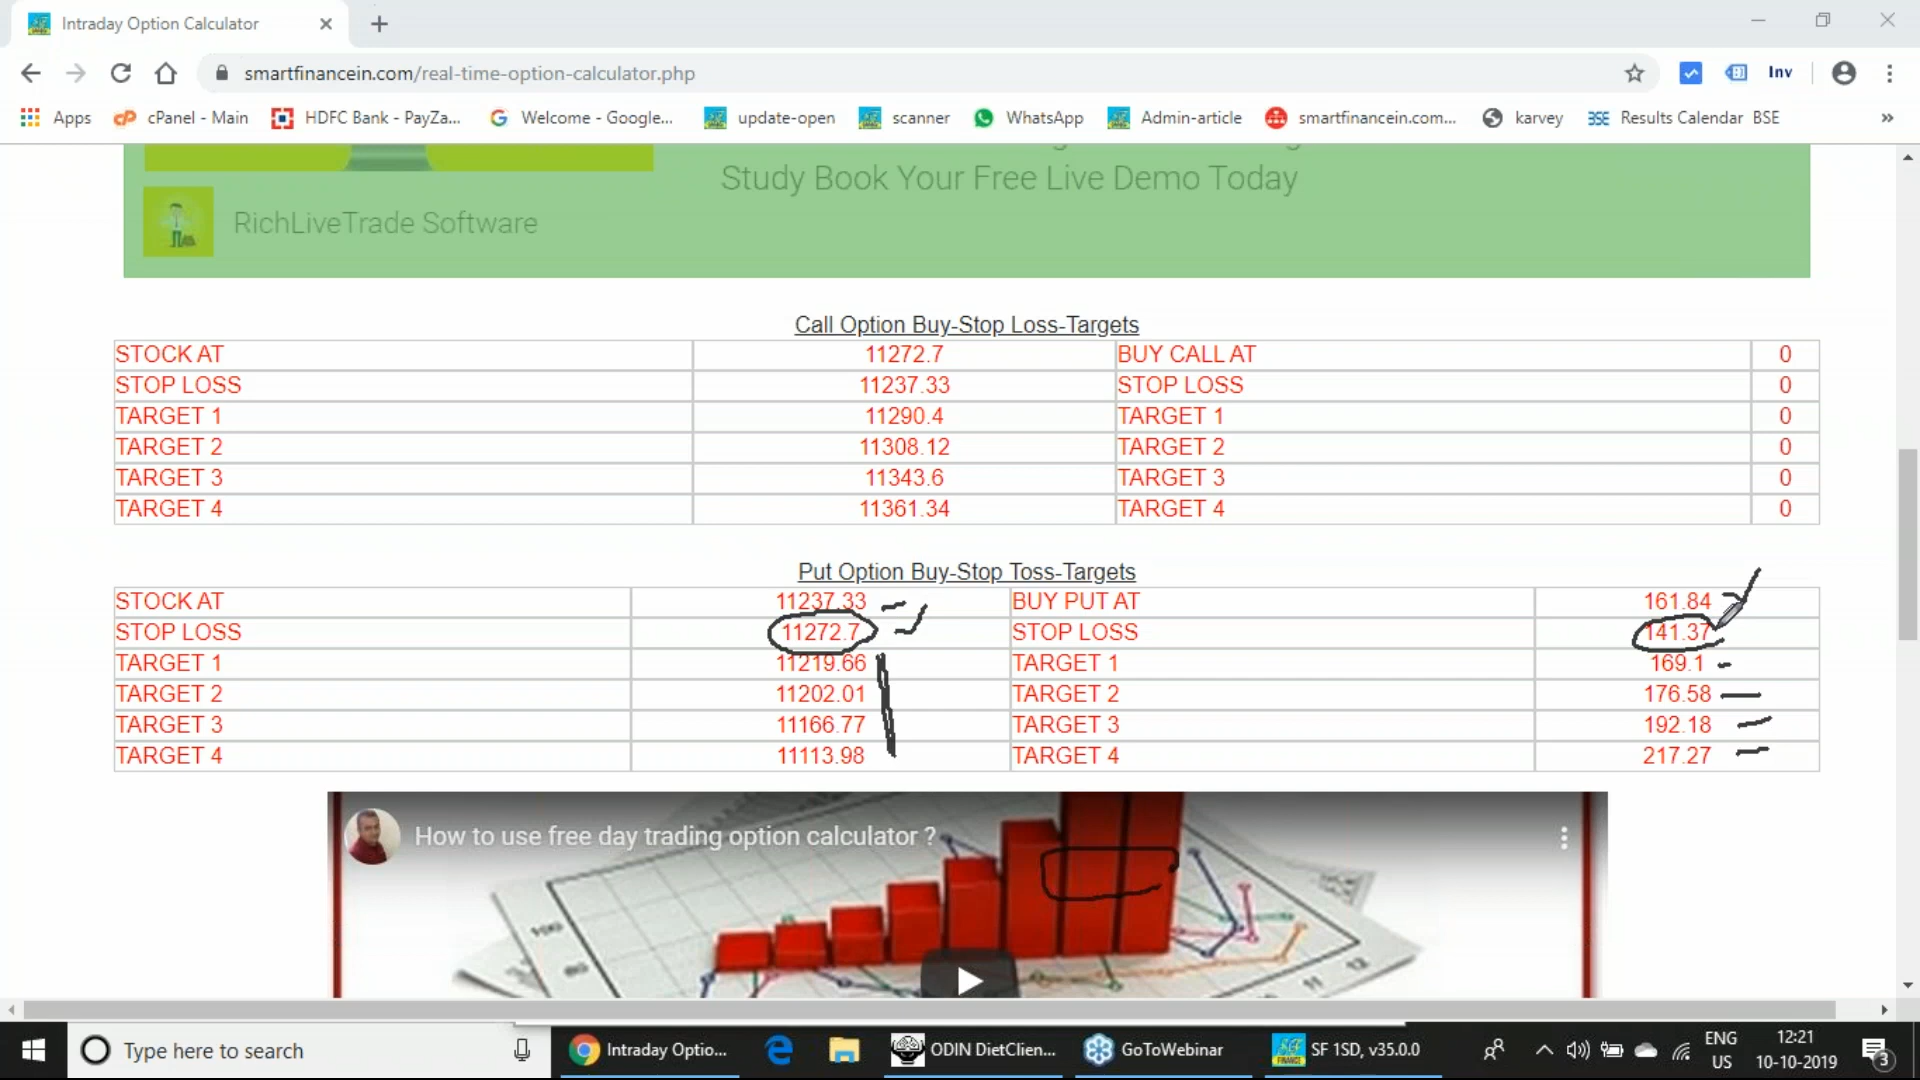 Intraday Option Calculator
smartfinancein.com/real-time-option-calculator.php
Inv
Apps cPanel - Main HDFC Bank - PayZa... Welcome - Google... update-open scanner WhatsApp Admin-article smartfinancein.com... karvey Results Calendar BSE »
Study Book Your Free Live Demo Today
RichLiveTrade Software
Call Option Buy-Stop Loss-Targets
STOCK AT 11272.7 BUY CALL AT 0
STOP LOSS 11237.33 STOP LOSS 0
TARGET 1 11290.4 TARGET 1 0
TARGET 2 11308.12 TARGET 2 0
TARGET 3 11343.6 TARGET 3 0
TARGET 4 11361.34 TARGET 4 0
Put Option Buy-Stop Toss-Targets
STOCK AT 11237.33 BUY PUT AT 161.84
STOP LOSS 11272.7 STOP LOSS 141.37
TARGET 1 11219.66 TARGET 1 169.1
TARGET 2 11202.01 TARGET 2 176.58
TARGET 3 11166.77 TARGET 3 192.18
TARGET 4 11113.98 TARGET 4 217.27
How to use free day trading option calculator ?
100
80
11
12
Type here to search Intraday Optio... ODIN DietClien... GoToWebinar SF 1SD, v35.0.0 ENG 12:21
US 10-10-2019 3